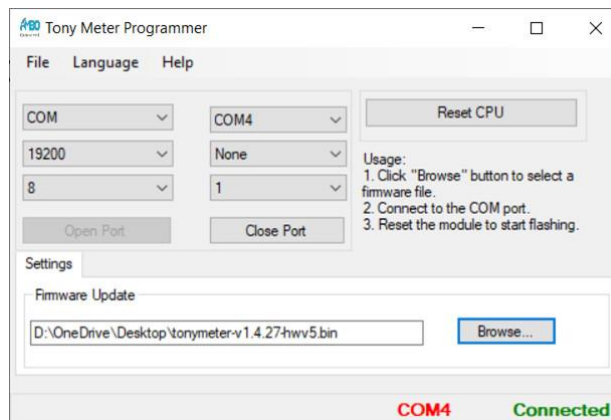 Tony Meter Programmer
File Language Help
COM COM4
19200 None
8 1
Open Port Close Port
Reset CPU
Usage:
1. Click "Browse" button to select a
firmware file.
2. Connect to the COM port.
3. Reset the module to start flashing.
Settings
Firmware Update
D:\OneDrive\Desktop\tonymeter-v1.4.27-hwv5.bin Browse...
COM4 Connected